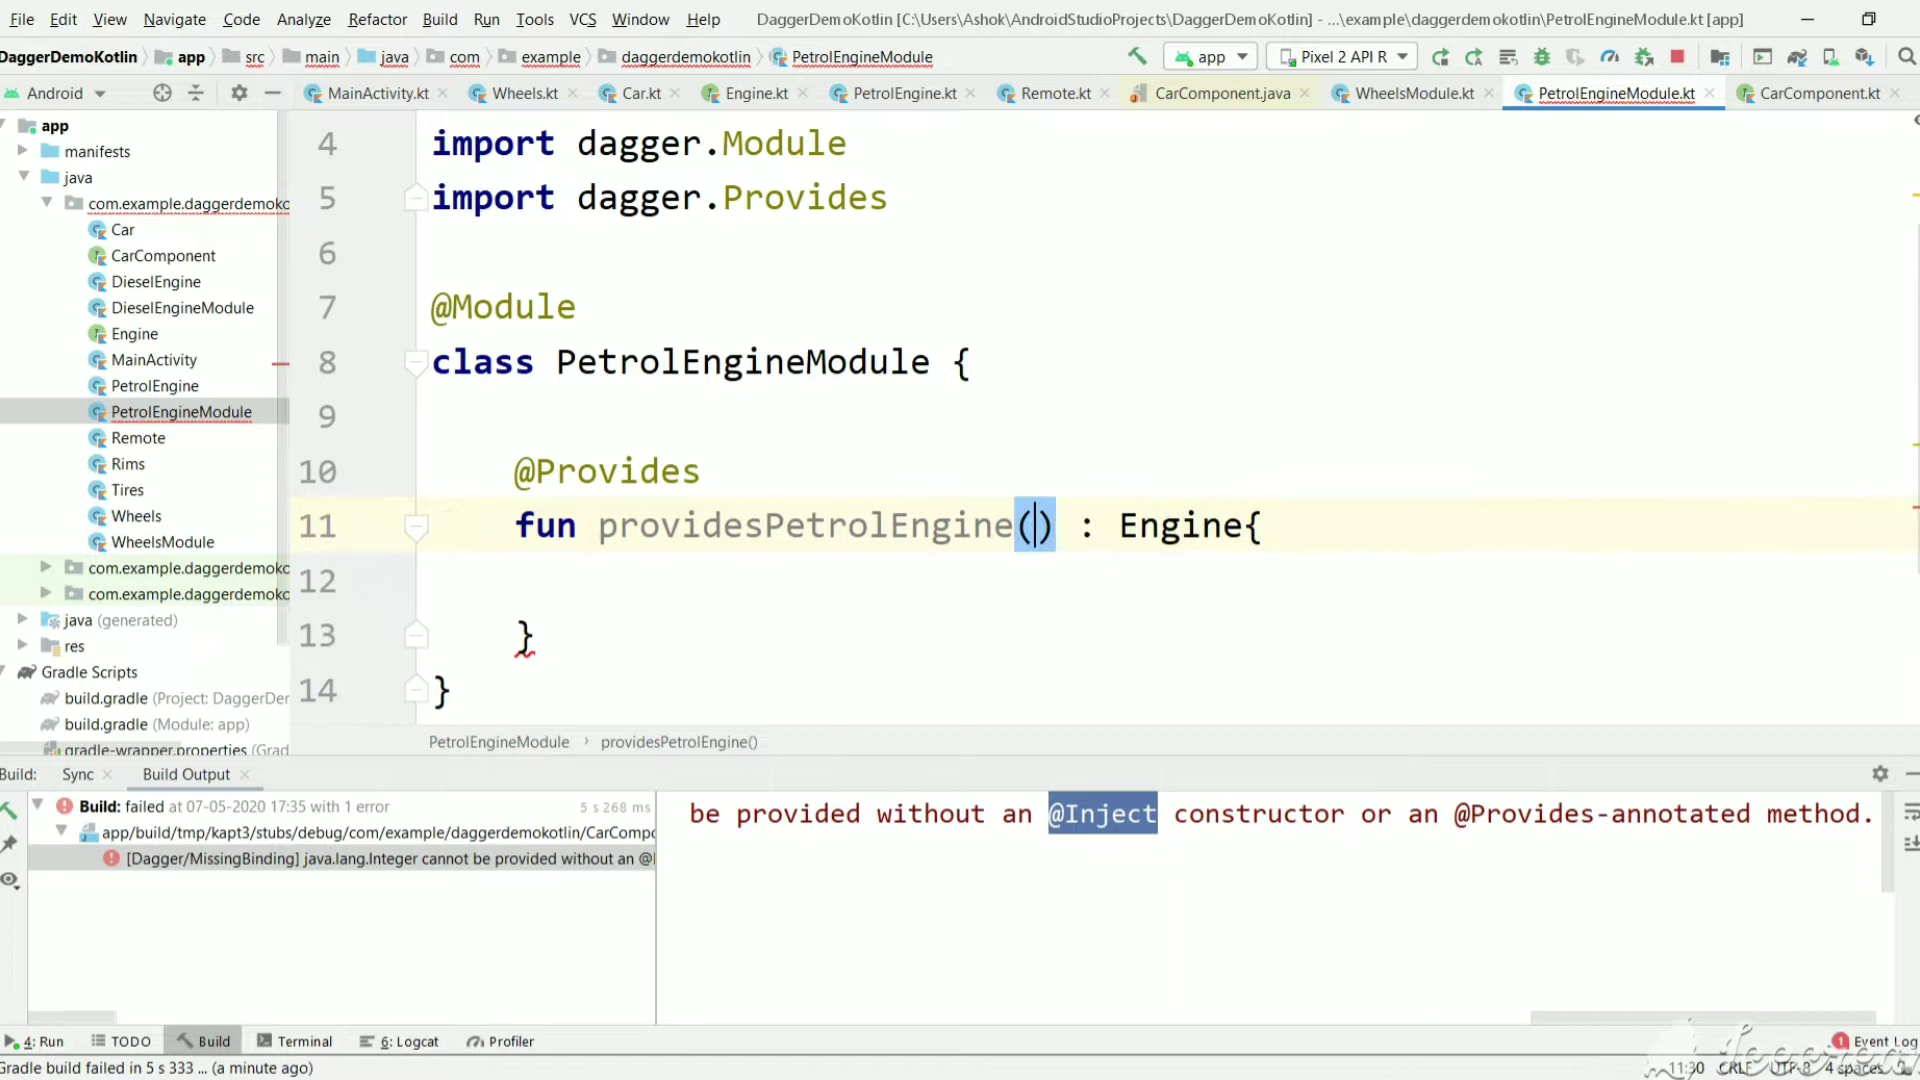 File Edit View Navigate Code Analyze Refactor Build Run Tools VCS Window Help DaggerDemoKotlin [C:\Users\Ashok\AndroidStudioProjects\DaggerDemoKotlin] - ...\example\daggerdemokotlin\PetrolEngineModule.kt [app]
DaggerDemoKotlin app src main java com example daggerdemokotlin PetrolEngineModule app Pixel 2 API R
Android MainActivity.kt Wheels.kt Car.kt Engine.kt PetrolEngine.kt Remote.kt CarComponent.java WheelsModule.kt PetrolEngineModule.kt CarComponent.kt
app
manifests
java
com.example.daggerdemoko
Car
CarComponent
DieselEngine
DieselEngineModule
Engine
MainActivity
PetrolEngine
PetrolEngineModule
Remote
Rims
Tires
Wheels
WheelsModule
com.example.daggerdemoko
com.example.daggerdemoko
java (generated)
res
Gradle Scripts
build.gradle (Project: DaggerDer
build.gradle (Module: app)
gradle-wrapper.properties (Grad
4 import dagger.Module
5 import dagger.Provides
6
7 @Module
8 class PetrolEngineModule {
9
10 @Provides
11 fun providesPetrolEngine() : Engine{
12
13 }
14 }
PetrolEngineModule › providesPetrolEngine()
Build: Sync Build Output
Build: failed at 07-05-2020 17:35 with 1 error 5 s 268 ms
app/build/tmp/kapt3/stubs/debug/com/example/daggerdemokotlin/CarCompo
[Dagger/MissingBinding] java.lang.Integer cannot be provided without an @I
be provided without an @Inject constructor or an @Provides-annotated method.
4: Run TODO Build Terminal 6: Logcat Profiler 1 Event Log
Gradle build failed in 5 s 333 ... (a minute ago) 11:30 CRLF UTF-8 4 spaces